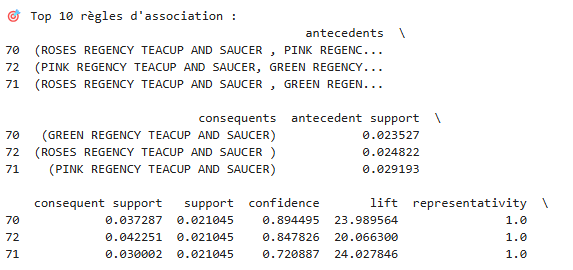 🎯 Top 10 règles d'association :
antecedents \
70 (ROSES REGENCY TEACUP AND SAUCER , PINK REGENC...
72 (PINK REGENCY TEACUP AND SAUCER, GREEN REGENCY...
71 (ROSES REGENCY TEACUP AND SAUCER , GREEN REGEN...
consequents antecedent support \
70 (GREEN REGENCY TEACUP AND SAUCER) 0.023527
72 (ROSES REGENCY TEACUP AND SAUCER ) 0.024822
71 (PINK REGENCY TEACUP AND SAUCER) 0.029193
consequent support support confidence lift representativity \
70 0.037287 0.021045 0.894495 23.989564 1.0
72 0.042251 0.021045 0.847826 20.066300 1.0
71 0.030002 0.021045 0.720887 24.027846 1.0